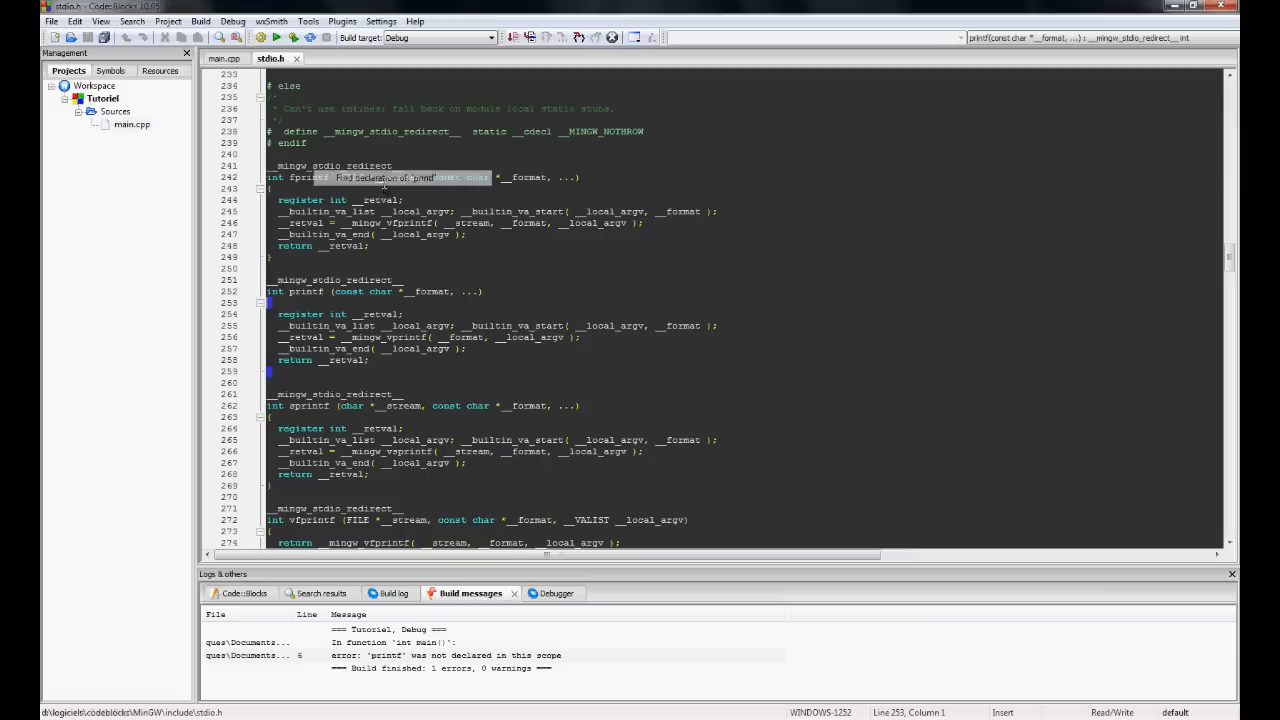 stdio.h - Code::Blocks 10.05
File Edit View Search Project Build Debug wxSmith Tools Plugins Settings Help
Build target: Debug
printf(const char *__format, ...) : __mingw_stdio_redirect__ int
Management
Projects Symbols Resources
Workspace
Tutoriel
Sources
main.cpp
main.cpp stdio.h
233
234 # else
235 /*
236 * Can't use inlines; fall back on module local static stubs.
237 */
238 # define __mingw_stdio_redirect__ static __cdecl __MINGW_NOTHROW
239 # endif
240
241 __mingw_stdio_redirect__
242 int fprintf const char *__format, ...)
Find declaration of: 'printf'
243 {
244 register int __retval;
245 __builtin_va_list __local_argv; __builtin_va_start( __local_argv, __format );
246 __retval = __mingw_vfprintf( __stream, __format, __local_argv );
247 __builtin_va_end( __local_argv );
248 return __retval;
249 }
250
251 __mingw_stdio_redirect__
252 int printf (const char *__format, ...)
253
254 register int __retval;
255 __builtin_va_list __local_argv; __builtin_va_start( __local_argv, __format );
256 __retval = __mingw_vprintf( __format, __local_argv );
257 __builtin_va_end( __local_argv );
258 return __retval;
259
260
261 __mingw_stdio_redirect__
262 int sprintf (char *__stream, const char *__format, ...)
263 {
264 register int __retval;
265 __builtin_va_list __local_argv; __builtin_va_start( __local_argv, __format );
266 __retval = __mingw_vsprintf( __stream, __format, __local_argv );
267 __builtin_va_end( __local_argv );
268 return __retval;
269 }
270
271 __mingw_stdio_redirect__
272 int vfprintf (FILE *__stream, const char *__format, __VALIST __local_argv)
273 {
274 return __mingw_vfprintf( __stream, __format, __local_argv );
Logs & others
Code::Blocks Search results Build log Build messages Debugger
File Line Message
=== Tutoriel, Debug ===
ques\Documents... In function 'int main()':
ques\Documents... 6 error: 'printf' was not declared in this scope
=== Build finished: 1 errors, 0 warnings ===
d:\logiciels\codeblocks\MinGW\include\stdio.h WINDOWS-1252 Line 253, Column 1 Insert Read/Write default